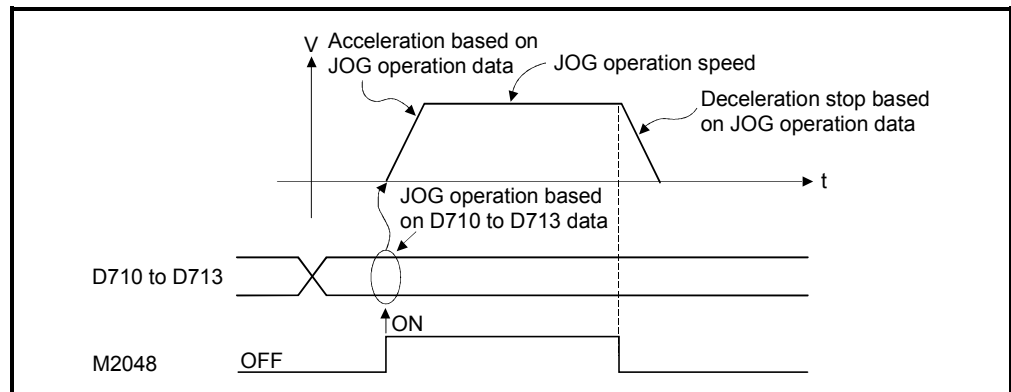 V
Acceleration based on
JOG operation data
JOG operation speed
Deceleration stop based
on JOG operation data
t
JOG operation based
on D710 to D713 data
D710 to D713
ON
M2048
OFF